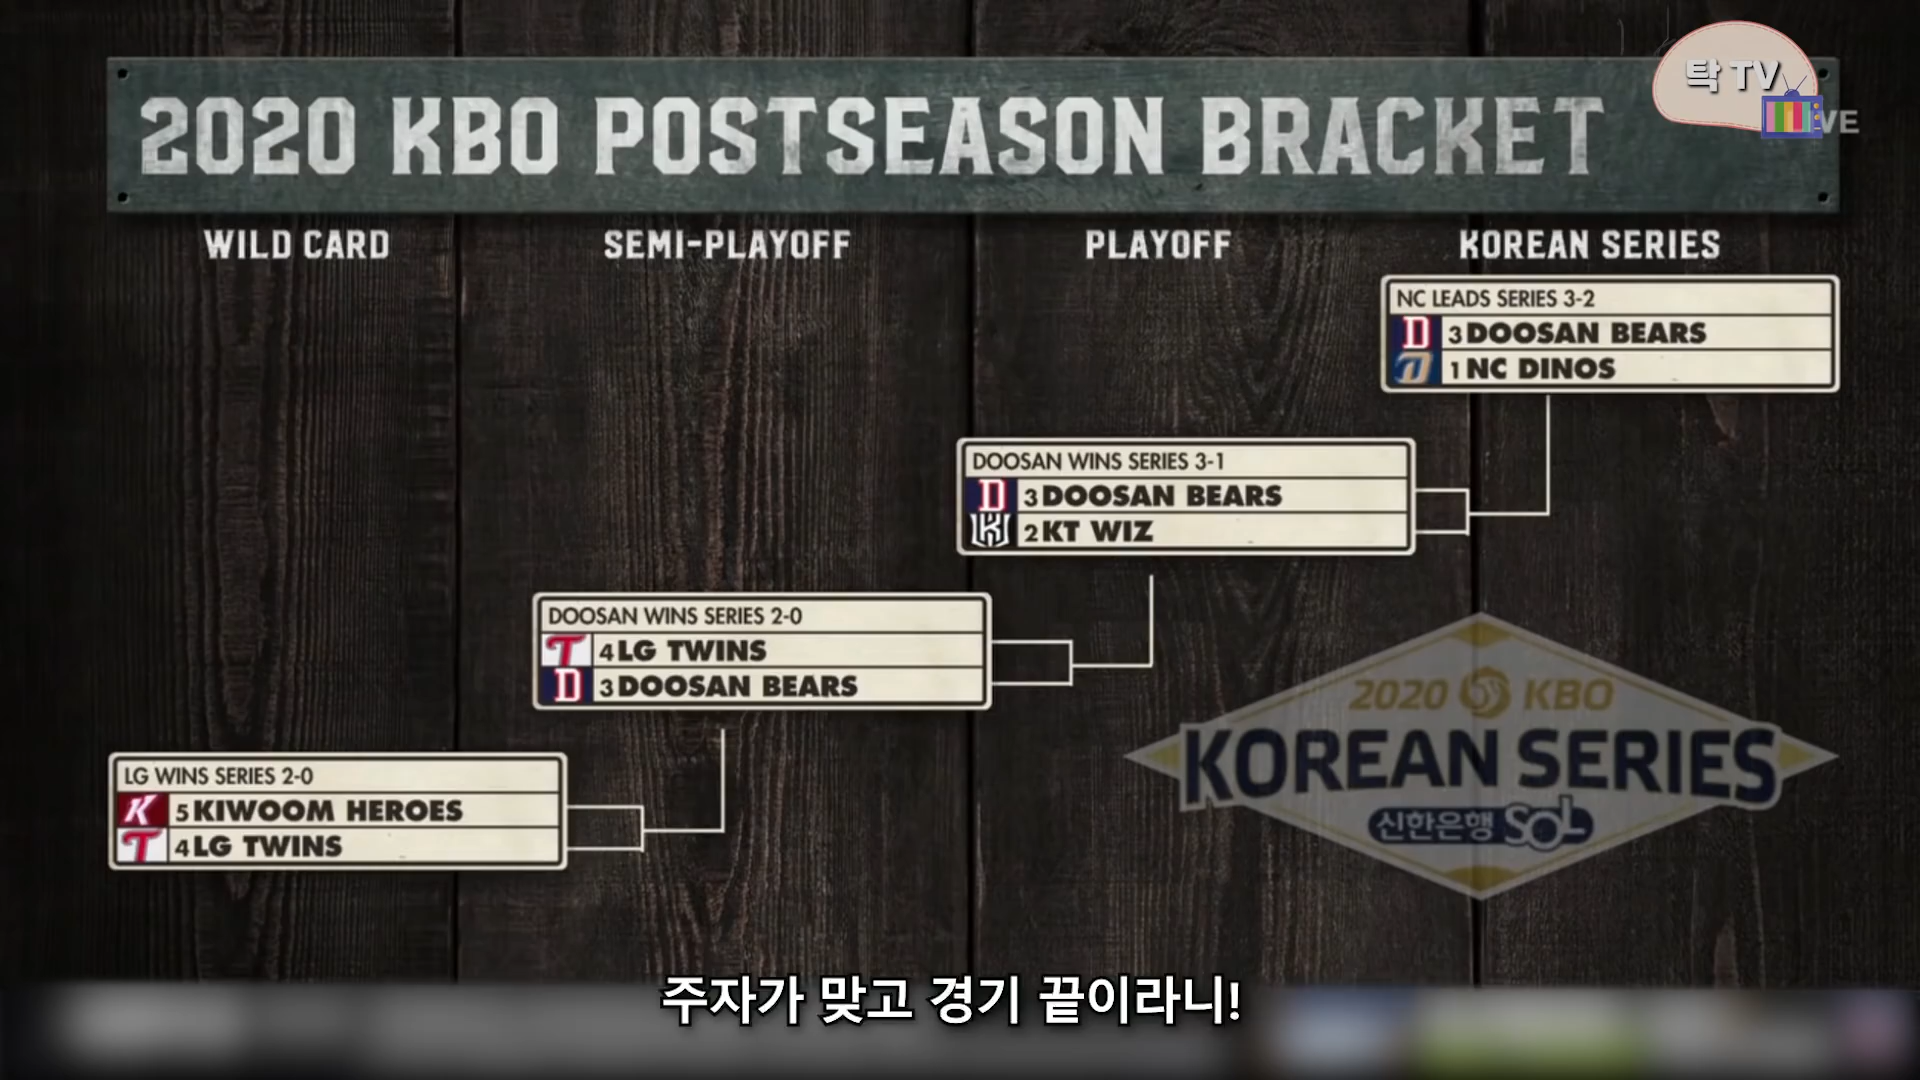 탁 TV
VE
2020 KBO POSTSEASON BRACKET
WILD CARD
SEMI-PLAYOFF
PLAYOFF
KOREAN SERIES
NC LEADS SERIES 3-2
D 3 DOOSAN BEARS
D 1 NC DINOS
DOOSAN WINS SERIES 3-1
D 3 DOOSAN BEARS
2 KT WIZ
DOOSAN WINS SERIES 2-0
T 4 LG TWINS
D 3 DOOSAN BEARS
LG WINS SERIES 2-0
K 5 KIWOOM HEROES
T 4 LG TWINS
2020 KBO
KOREAN SERIES
신한은행 SOL
주자가 맞고 경기 끝이라니!